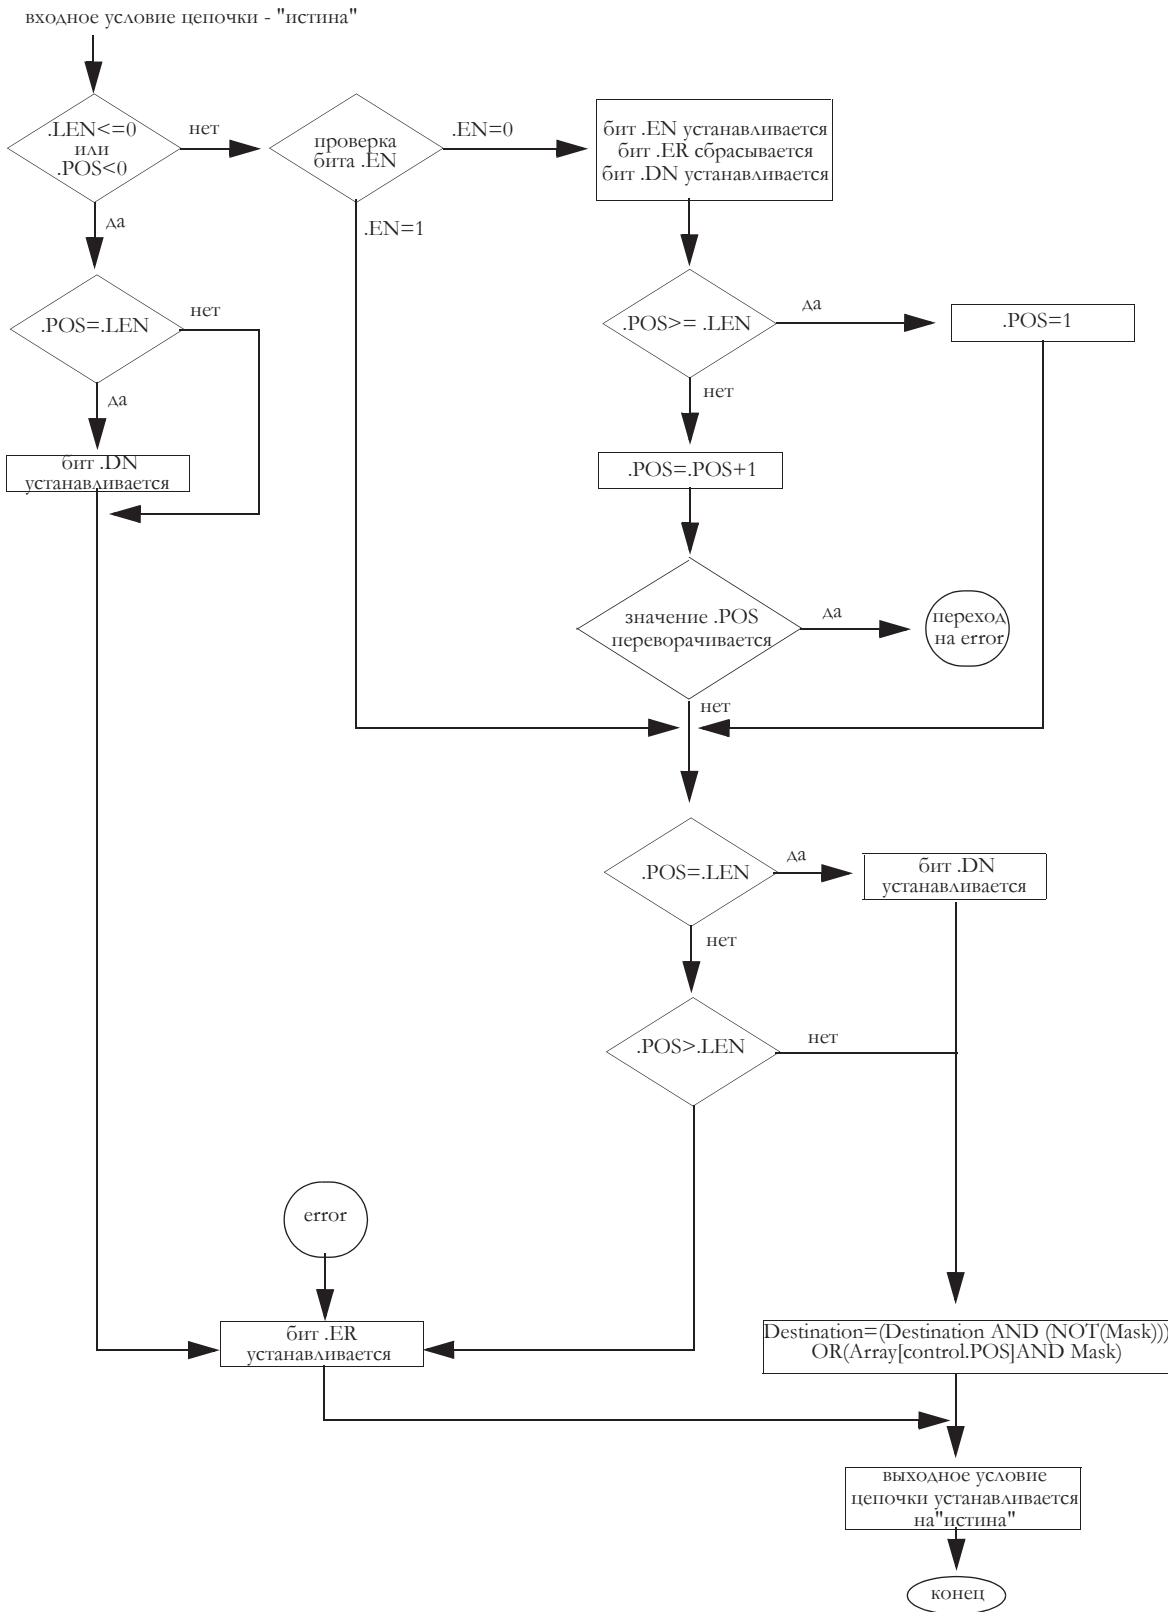 входное условие цепочки - "истина"
.LEN<=0
или
.POS<0
нет
проверка
бита .EN
.EN=0
бит .EN устанавливается
бит .ER сбрасывается
бит .DN устанавливается
да
.EN=1
.POS=.LEN
нет
.POS>= .LEN
да
.POS=1
да
нет
бит .DN
устанавливается
.POS=.POS+1
значение .POS
переворачивается
да
переход
на error
нет
.POS=.LEN
да
бит .DN
устанавливается
нет
.POS>.LEN
нет
error
бит .ER
устанавливается
Destination=(Destination AND (NOT(Mask)))
OR(Array[control.POS]AND Mask)
выходное условие
цепочки устанавливается
на"истина"
конец